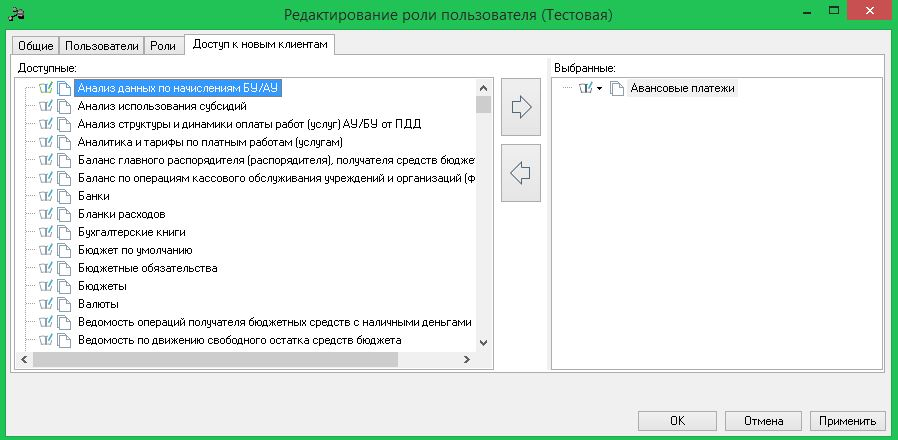 Редактирование роли пользователя (Тестовая)
Общие Пользователи Роли Доступ к новым клиентам
Доступные:
Анализ данных по начислениям БУ/АУ
Анализ использования субсидий
Анализ структуры и динамики оплаты работ (услуг) АУ/БУ от ПДД
Аналитика и тарифы по платным работам (услугам)
Баланс главного распорядителя (распорядителя), получателя средств бюдже
Баланс по операциям кассового обслуживания учреждений и организаций (Ф
Банки
Бланки расходов
Бухгалтерские книги
Бюджет по умолчанию
Бюджетные обязательства
Бюджеты
Валюты
Ведомость операций получателя бюджетных средств с наличными деньгами
Ведомость по движению свободного остатка средств бюджета
Выбранные:
Авансовые платежи
OK Отмена Применить